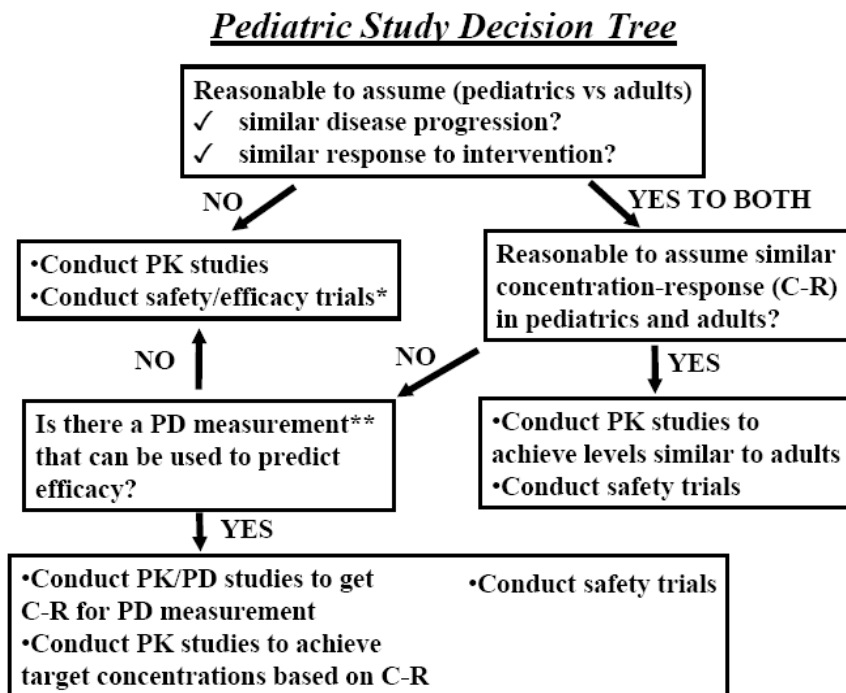 Pediatric Study Decision Tree
Reasonable to assume (pediatrics vs adults)
✓ similar disease progression?
✓ similar response to intervention?
NO
YES TO BOTH
•Conduct PK studies
•Conduct safety/efficacy trials*
Reasonable to assume similar
concentration-response (C-R)
in pediatrics and adults?
NO
NO
YES
Is there a PD measurement**
that can be used to predict
efficacy?
•Conduct PK studies to
achieve levels similar to adults
•Conduct safety trials
YES
•Conduct PK/PD studies to get
C-R for PD measurement
•Conduct PK studies to achieve
target concentrations based on C-R
•Conduct safety trials